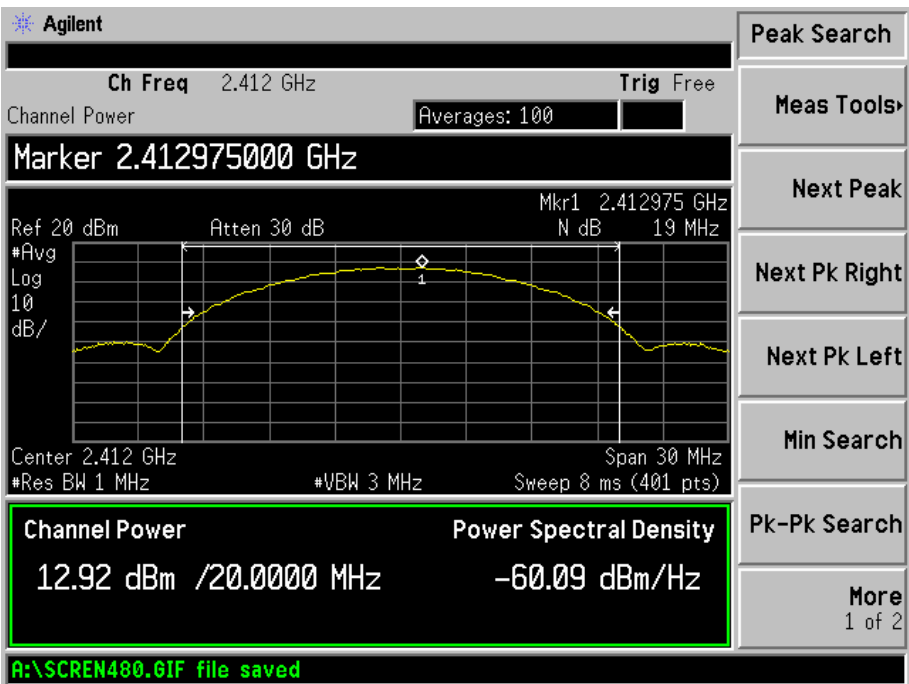 Agilent
Peak Search
Ch Freq 2.412 GHz Trig Free
Channel Power Averages: 100
Meas Tools
Marker 2.412975000 GHz
Next Peak
Mkr1 2.412975 GHz
Ref 20 dBm Atten 30 dB N dB 19 MHz
#Avg
Log
10
dB/
1
Next Pk Right
Next Pk Left
Min Search
Center 2.412 GHz Span 30 MHz
#Res BW 1 MHz #VBW 3 MHz Sweep 8 ms (401 pts)
Channel Power Power Spectral Density
12.92 dBm /20.0000 MHz -60.09 dBm/Hz
Pk-Pk Search
More
1 of 2
A:\SCREN480.GIF file saved